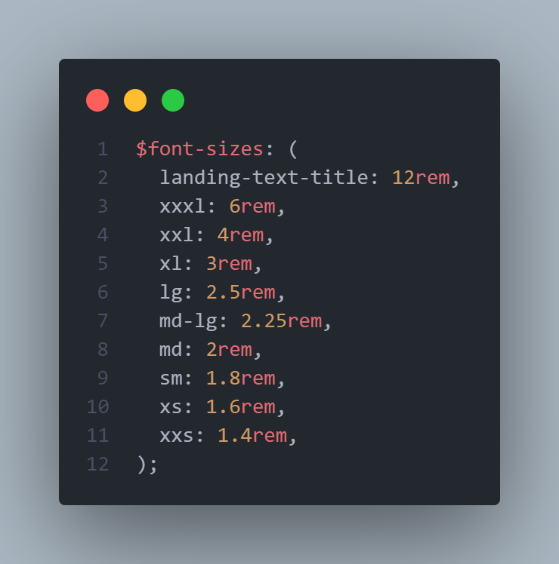 1 $font-sizes: (
2 landing-text-title: 12rem,
3 xxxl: 6rem,
4 xxl: 4rem,
5 xl: 3rem,
6 lg: 2.5rem,
7 md-lg: 2.25rem,
8 md: 2rem,
9 sm: 1.8rem,
10 xs: 1.6rem,
11 xxs: 1.4rem,
12 );